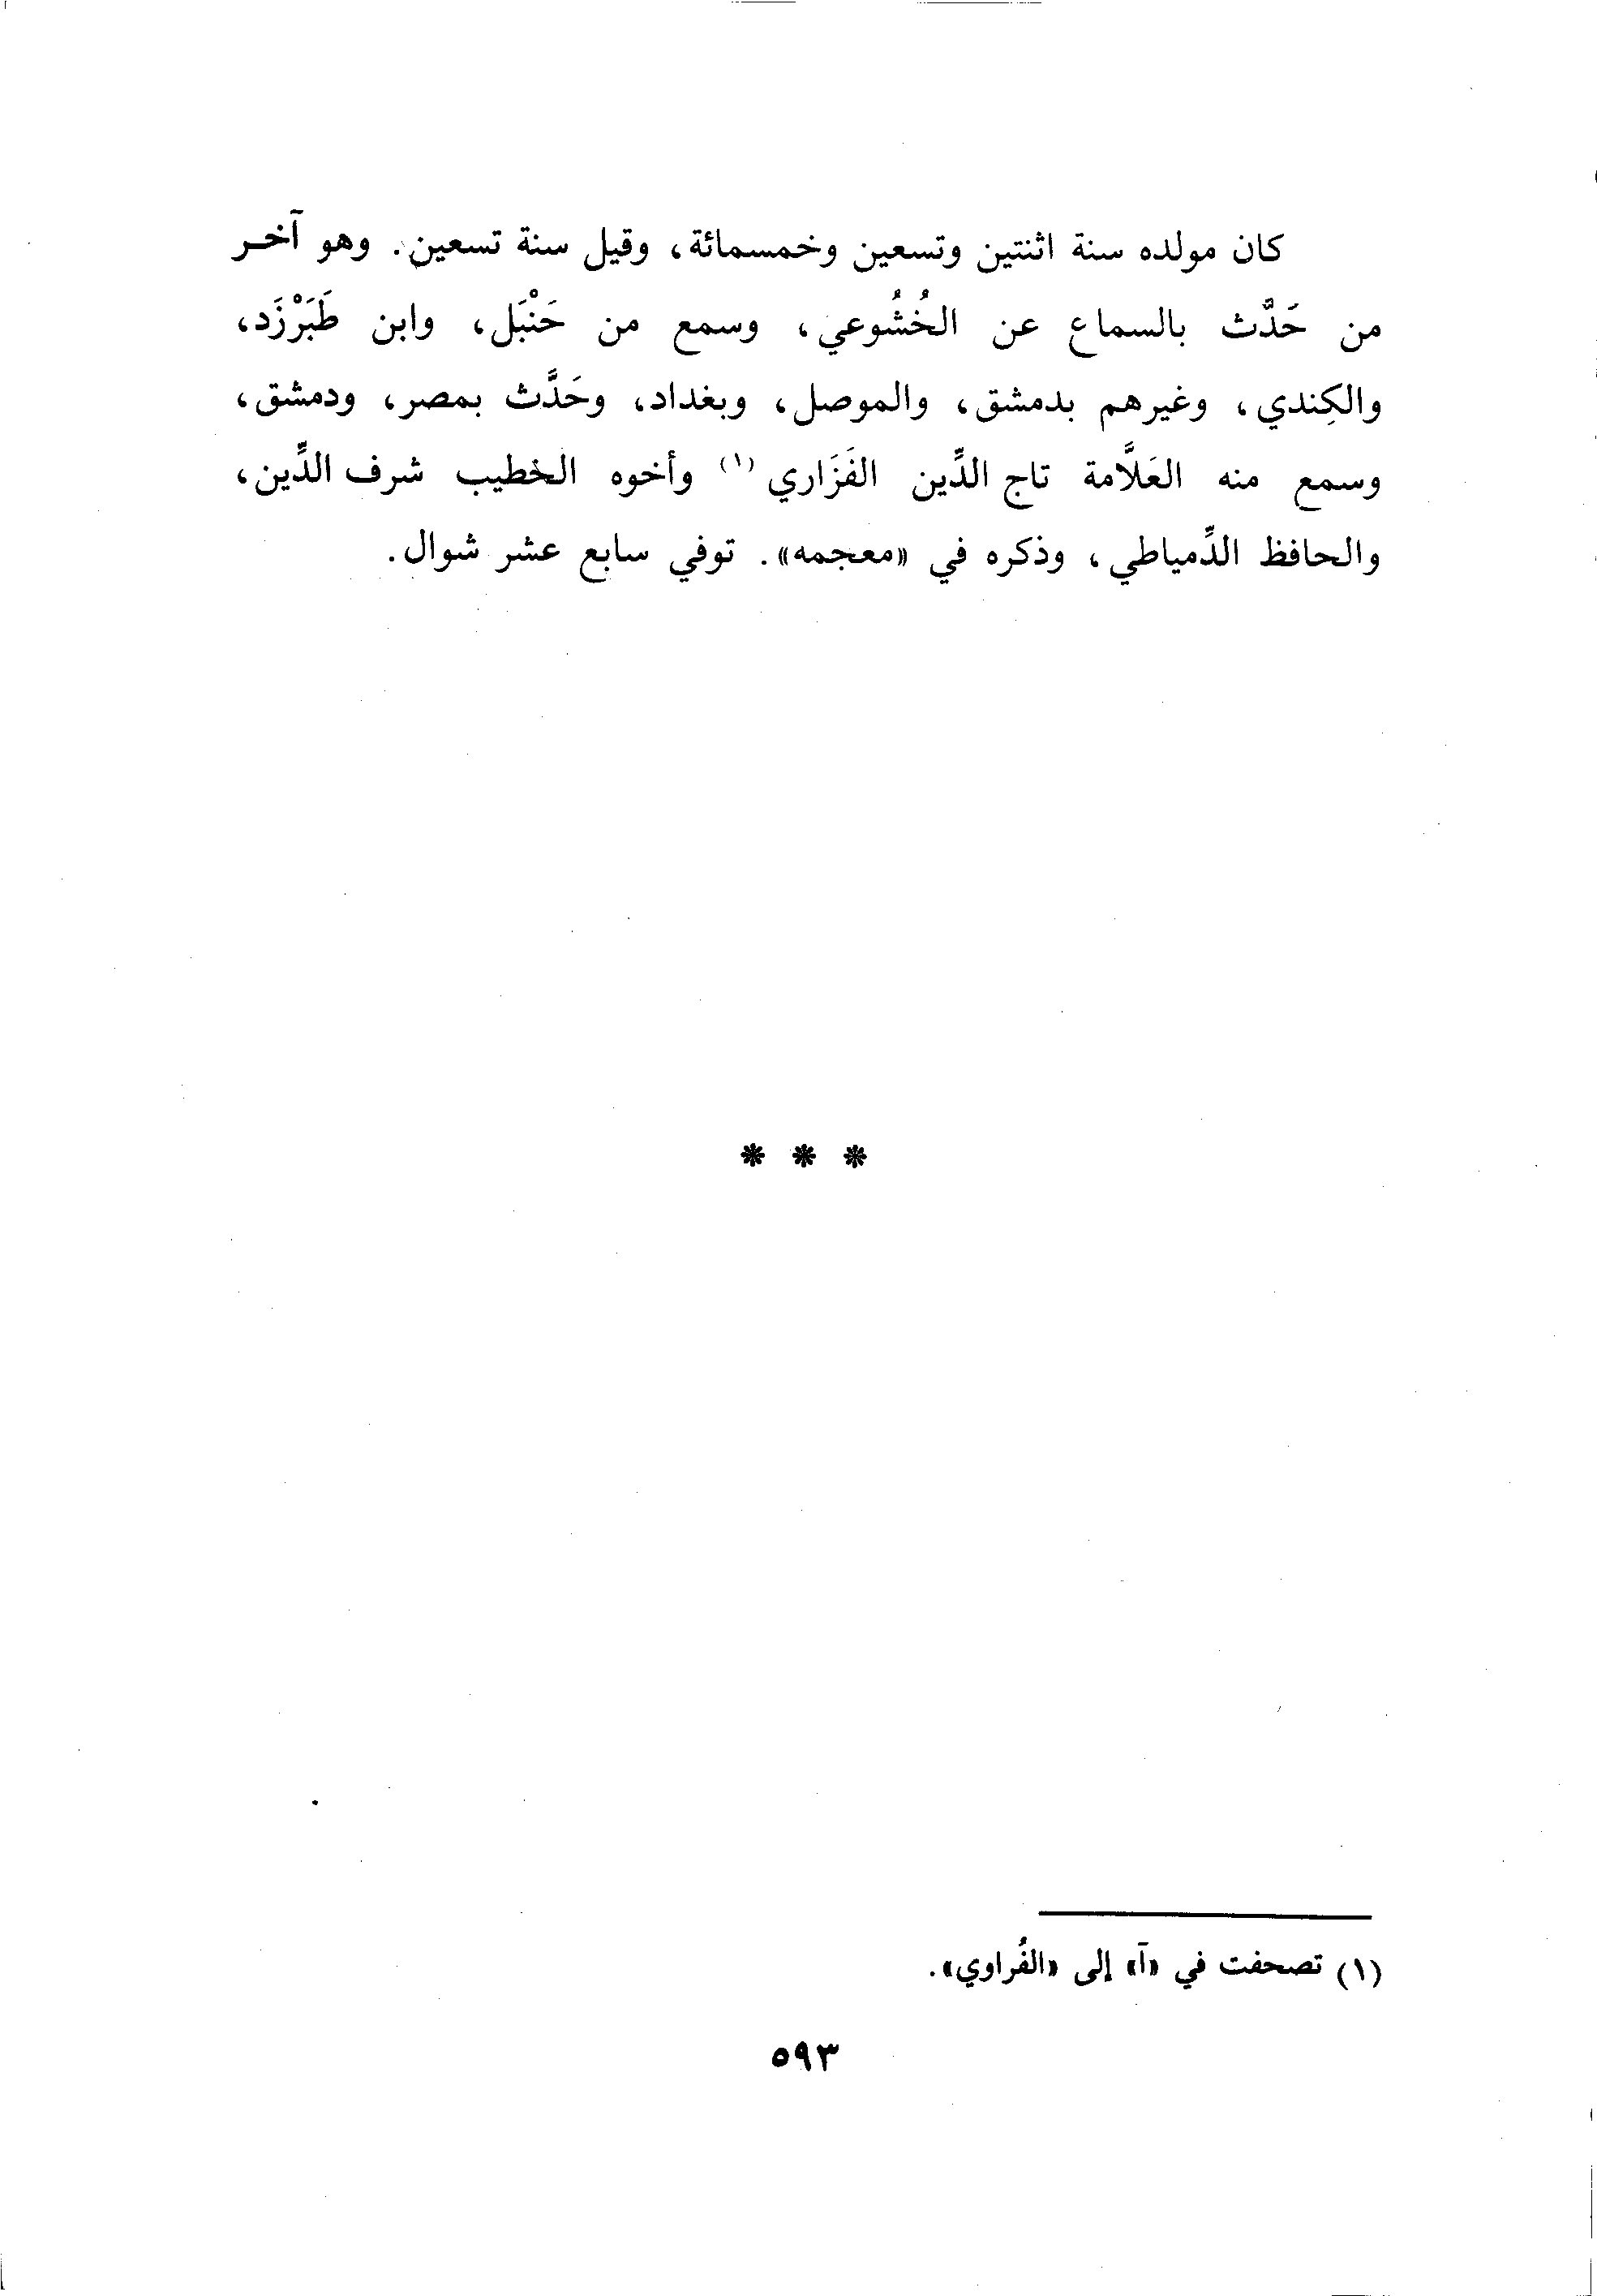 كان مولده سنة اثنتين وتسعين وخمسمائة، وقيل سنة تسعين. وهو آخر
من حَدَّث بالسماع عن الخُشُوعي، وسمع من حَنْبَل، وابن طَبَرْزَد،
والكِندي، وغيرهم بدمشق، والموصل، وبغداد، وحَدَّث بمصر، ودمشق،
وسمع منه العَلاَّمة تاج الدِّين الفَزَاري (١) وأخوه الخطيب شرف الدِّين،
والحافظ الدِّمياطي، وذكره في «معجمه». توفي سابع عشر شوال.
* * *
(١) تصحفت في «آ» إلى «الفُراوي».
٥٩٣